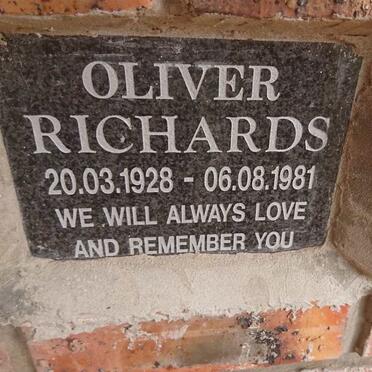 OLIVER
RICHARDS
20.03.1928 - 06.08.1981
WE WILL ALWAYS LOVE
AND REMEMBER YOU